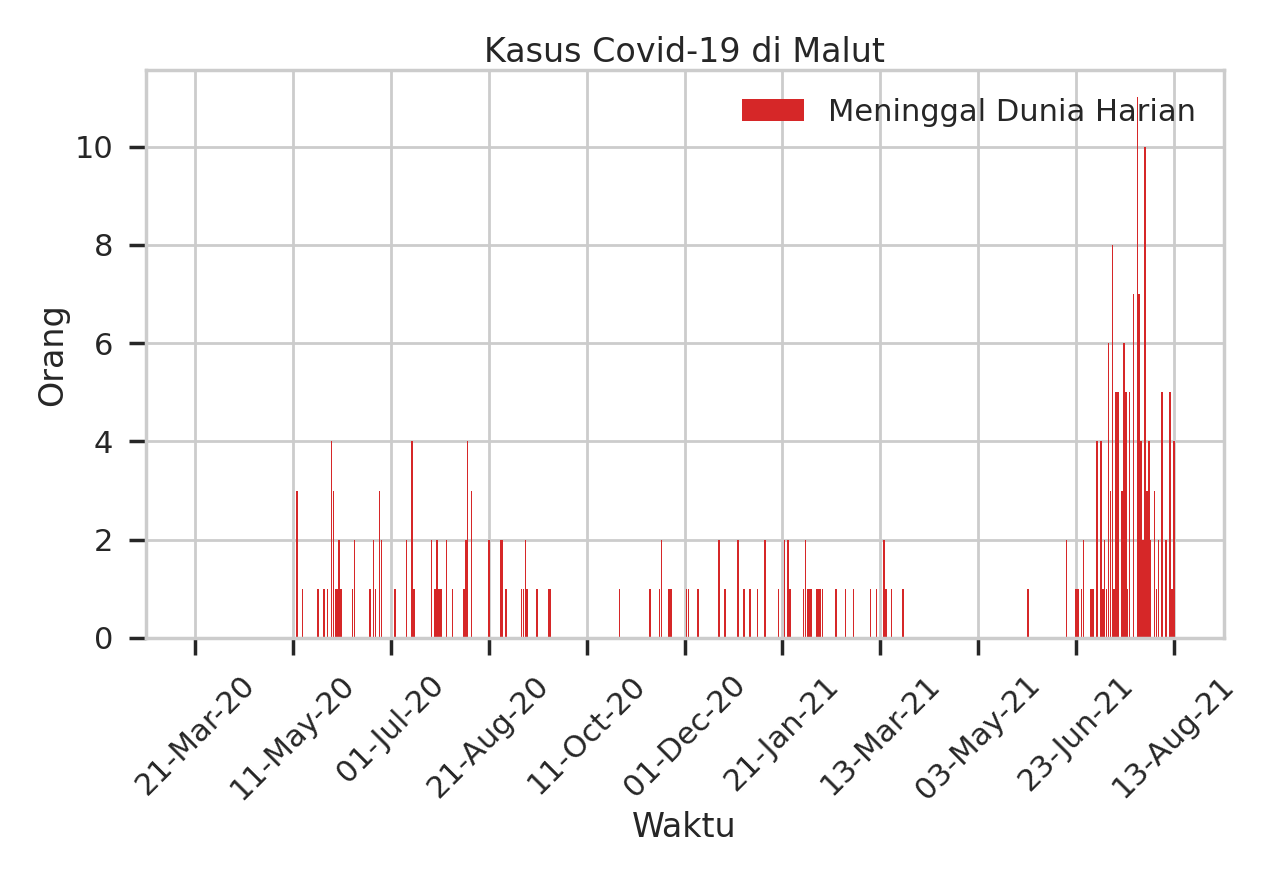 Kasus Covid-19 di Malut
Meninggal Dunia Harian
Orang
10
8
6
4
2
0
21-Mar-20
11-May-20
01-Jul-20
21-Aug-20
11-Oct-20
01-Dec-20
21-Jan-21
13-Mar-21
03-May-21
23-Jun-21
13-Aug-21
Waktu